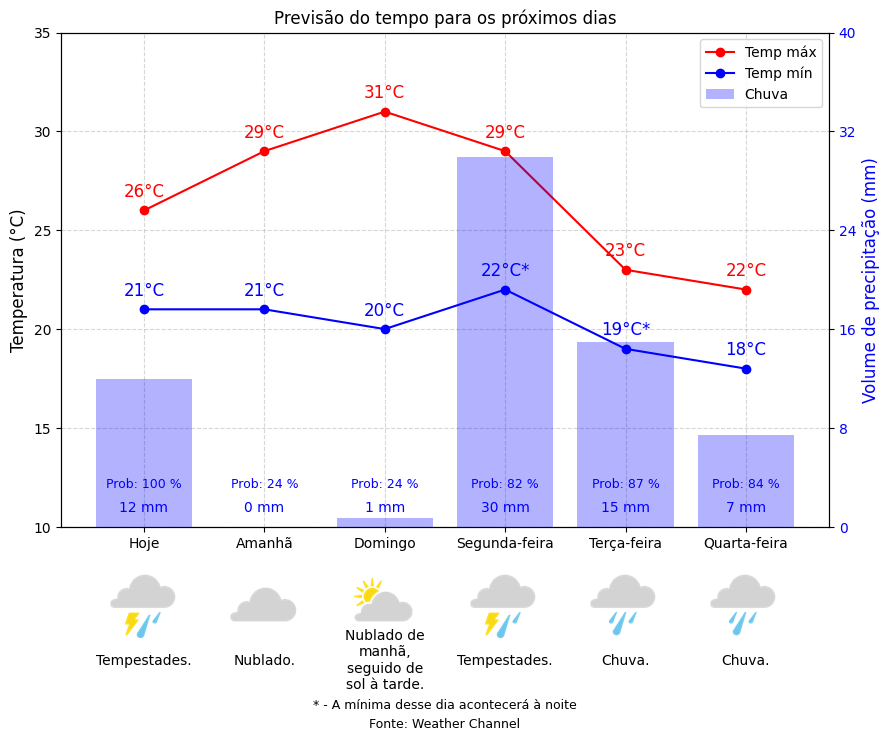 Previsão do tempo para os próximos dias
Temperatura (°C)
35
30
25
20
15
10
Volume de precipitação (mm)
40
32
24
16
8
0
Temp máx
Temp mín
Chuva
26°C
29°C
31°C
29°C
23°C
22°C
21°C
21°C
20°C
22°C*
19°C*
18°C
Prob: 100 %
Prob: 24 %
Prob: 24 %
Prob: 82 %
Prob: 87 %
Prob: 84 %
12 mm
0 mm
1 mm
30 mm
15 mm
7 mm
Hoje
Amanhã
Domingo
Segunda-feira
Terça-feira
Quarta-feira
Tempestades.
Nublado.
Nublado de
manhã,
seguido de
sol à tarde.
Tempestades.
Chuva.
Chuva.
* - A mínima desse dia acontecerá à noite
Fonte: Weather Channel